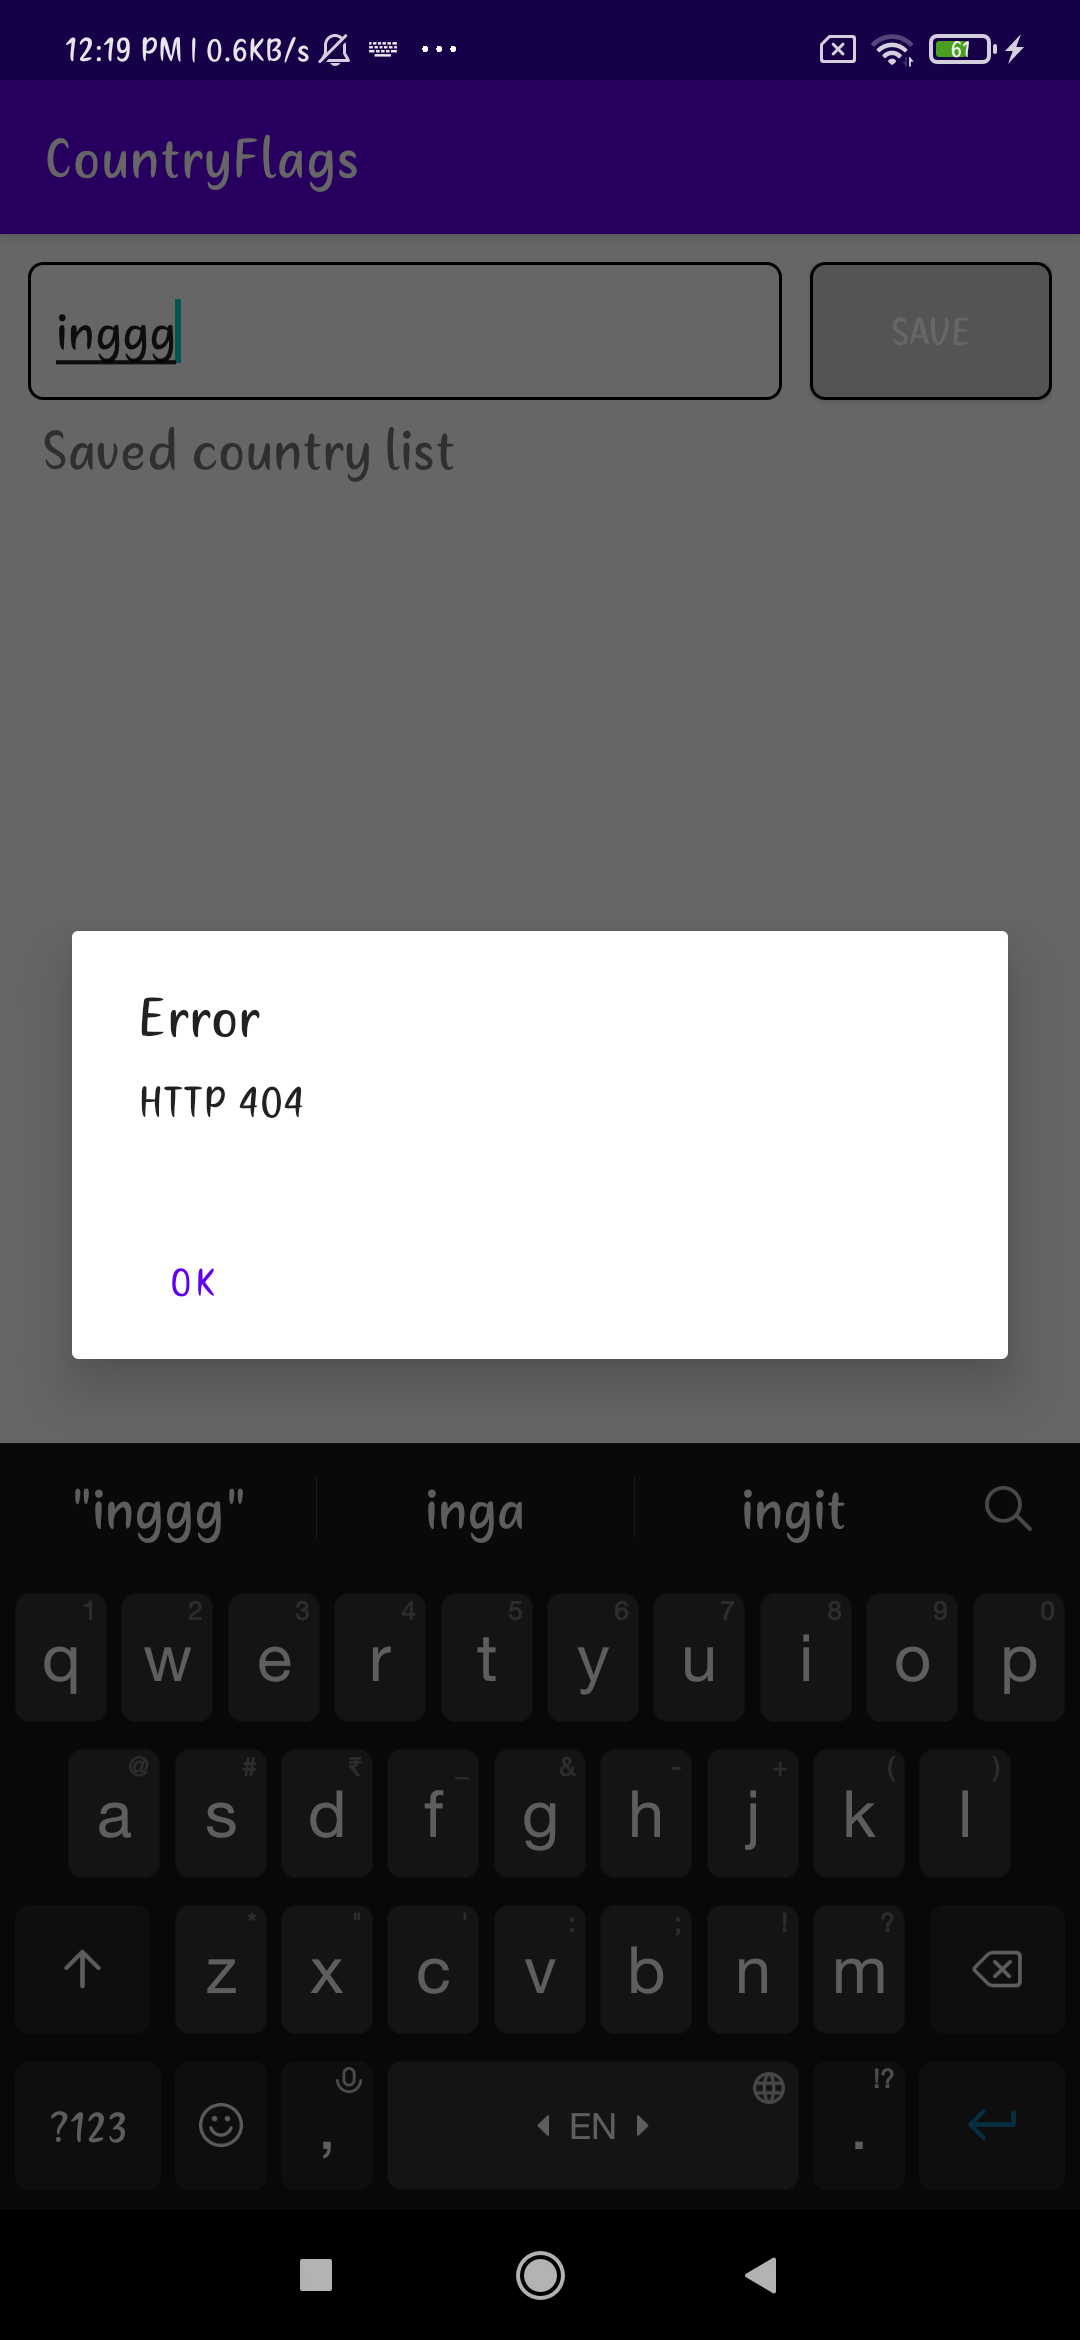 12:19 PM | 0.6KB/s ...
61
CountryFlags
inggg
SAVE
Saved country list
Error
HTTP 404
OK
"inggg" inga ingit
1 2 3 4 5 6 7 8 9 0
q w e r t y u i o p
@ # ₹ _ & - + ( )
a s d f g h j k l
* " ' : ; ! ?
z x c v b n m
!?
?123 , EN .